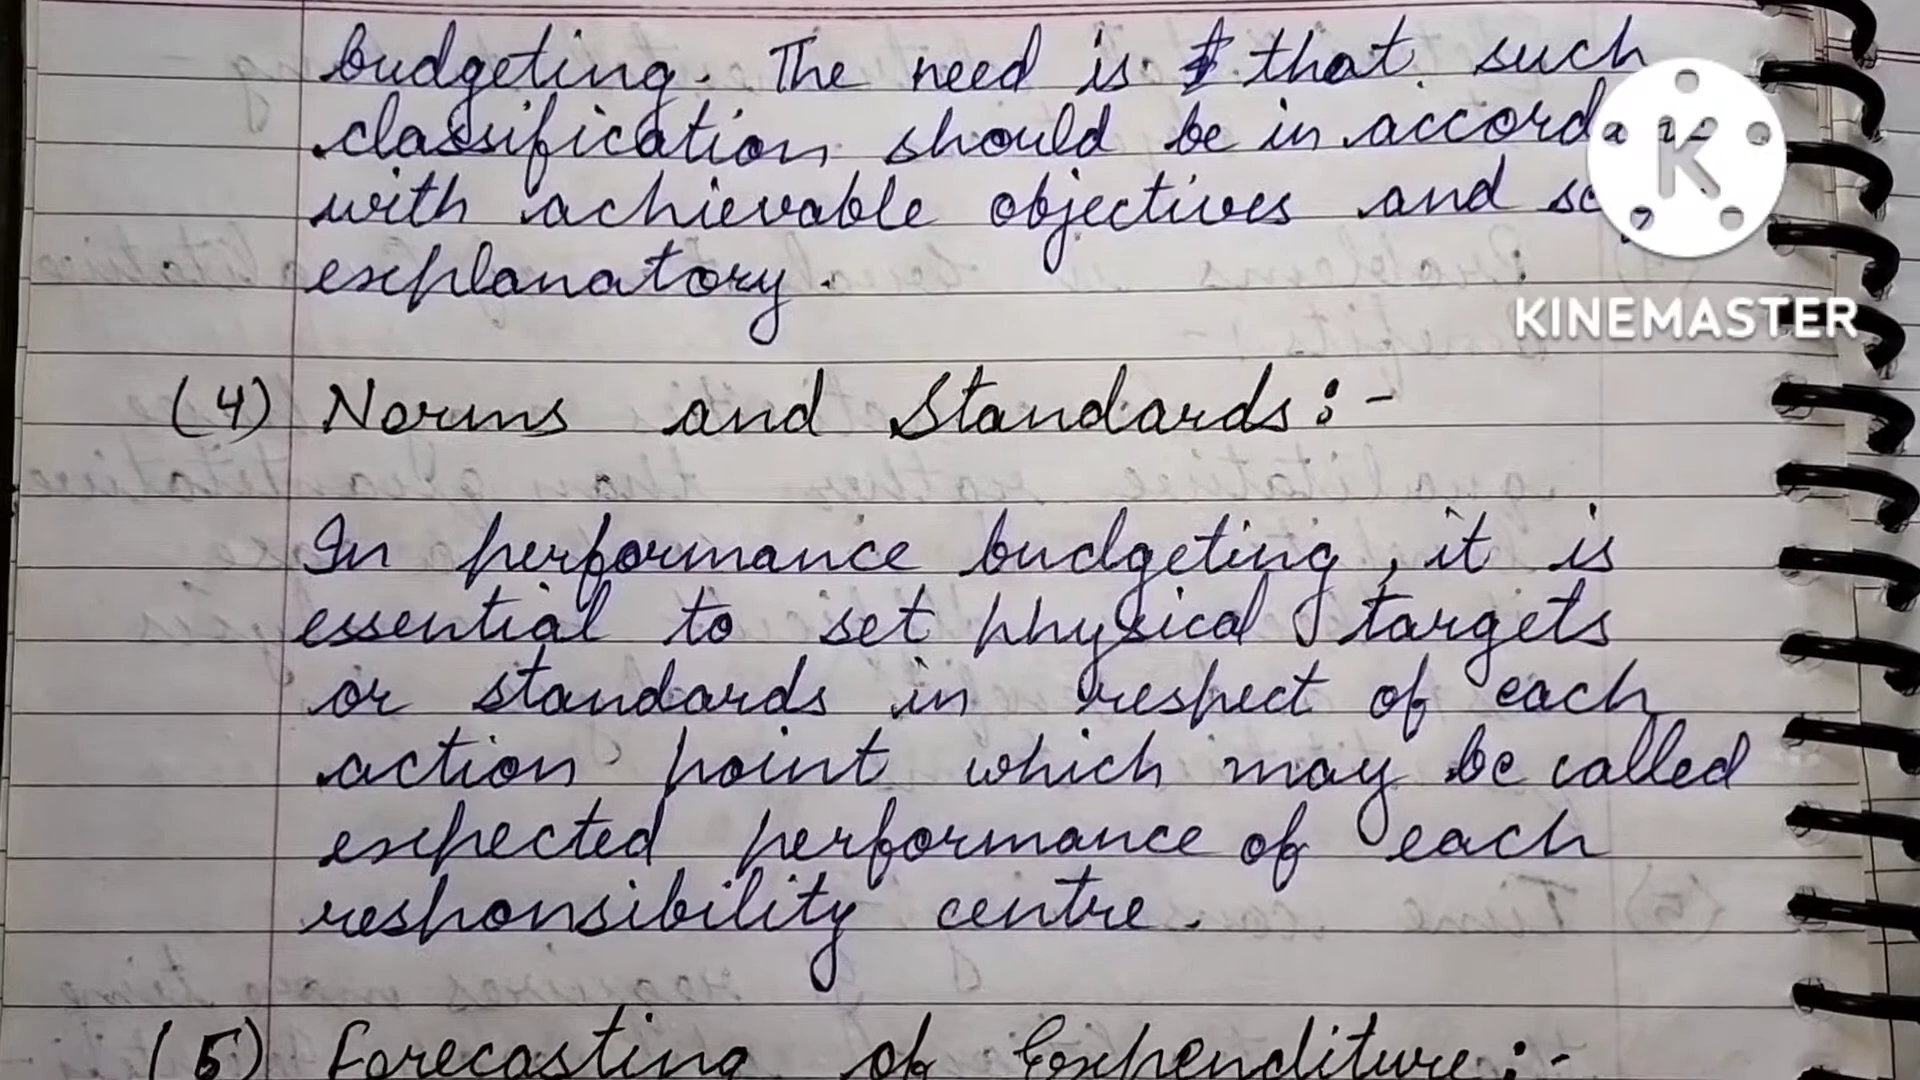 budgeting. The need is that such
classification should be in accorda
with achievable objectives and
explanatory.
K
KINEMASTER
(4) Norms and Standards:-
In performance budgeting, it is
essential to set physical targets
or standards in respect of each
action point which may be called
expected performance of each
responsibility centre.
(5) Forecasting of Expenditure:-